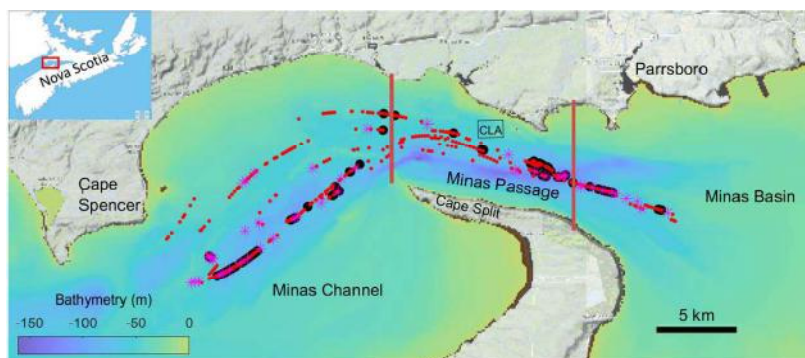 Nova Scotia
Parrsboro
CLA
Cape
Spencer
Minas Passage
Minas Basin
Cape Split
Minas Channel
Bathymetry (m)
-150 -100 -50 0
5 km